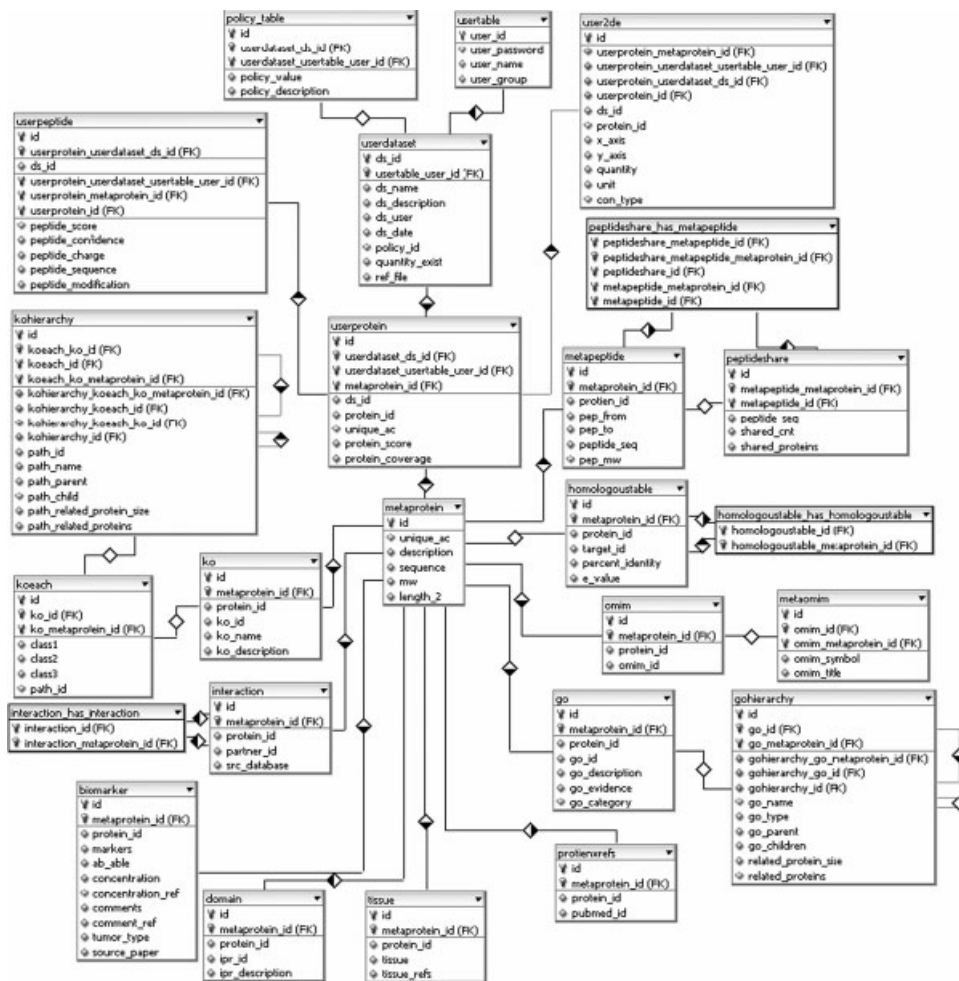 policy_table
id
userdataset_ds_id (FK)
userdataset_usertable_user_id (FK)
policy_value
policy_description
usertable
user_id
user_password
user_name
user_group
user2de
id
userprotein_metaprotein_id (FK)
userprotein_userdataset_usertable_user_id (FK)
userprotein_userdataset_ds_id (FK)
userprotein_id (FK)
ds_id
protein_id
x_axis
y_axis
quantity
unit
con_type
userpeptide
id
userprotein_userdataset_ds_id (FK)
ds_id
userprotein_userdataset_usertable_user_id (FK)
userprotein_metaprotein_id (FK)
userprotein_id (FK)
peptide_score
peptide_confidence
peptide_charge
peptide_sequence
peptide_modification
userdataset
ds_id
usertable_user_id (FK)
ds_name
ds_description
ds_user
ds_date
policy_id
quantity_exist
ref_file
peptideshare_has_metapeptide
peptideshare_metapeptide_id (FK)
peptideshare_metapeptide_metaprotein_id (FK)
peptideshare_id (FK)
metapeptide_metaprotein_id (FK)
metapeptide_id (FK)
kohierarchy
id
koeach_ko_id (FK)
koeach_id (FK)
koeach_ko_metaprotein_id (FK)
kohierarchy_koeach_ko_metaprotein_id (FK)
kohierarchy_koeach_id (FK)
kohierarchy_koeach_ko_id (FK)
kohierarchy_id (FK)
path_id
path_name
path_parent
path_child
path_related_protein_size
path_related_proteins
userprotein
id
userdataset_ds_id (FK)
userdataset_usertable_user_id (FK)
metaprotein_id (FK)
ds_id
protein_id
unique_ac
protein_score
protein_coverage
metapeptide
id
metaprotein_id (FK)
protien_id
pep_from
pep_to
peptide_seq
pep_mw
peptideshare
id
metapeptide_metaprotein_id (FK)
metapeptide_id (FK)
peptide_seq
shared_cnt
shared_proteins
metaprotein
id
unique_ac
description
sequence
mw
length_2
homologoustable
id
metaprotein_id (FK)
protein_id
target_id
percent_identity
e_value
homologoustable_has_homologoustable
homologoustable_id (FK)
homologoustable_metaprotein_id (FK)
koeach
id
ko_id (FK)
ko_metaprotein_id (FK)
class1
class2
class3
path_id
ko
id
metaprotein_id (FK)
protein_id
ko_id
ko_name
ko_description
omim
id
metaprotein_id (FK)
protein_id
omim_id
metaomim
id
omim_id (FK)
omim_metaprotein_id (FK)
omim_symbol
omim_title
interaction_has_interaction
interaction_id (FK)
interaction_metaprotein_id (FK)
interaction
id
metaprotein_id (FK)
protein_id
partner_id
src_database
go
id
metaprotein_id (FK)
protein_id
go_id
go_description
go_evidence
go_category
gohierarchy
id
go_id (FK)
go_metaprotein_id (FK)
gohierarchy_go_metaprotein_id (FK)
gohierarchy_go_id (FK)
gohierarchy_id (FK)
go_name
go_type
go_parent
go_children
related_protein_size
related_proteins
biomarker
id
metaprotein_id (FK)
protein_id
markers
ab_able
concentration
concentration_ref
comments
comment_ref
tumor_type
source_paper
domain
id
metaprotein_id (FK)
protein_id
ipr_id
ipr_description
tissue
id
metaprotein_id (FK)
protein_id
tissue
tissue_refs
protienxrefs
id
metaprotein_id (FK)
protein_id
pubmed_id